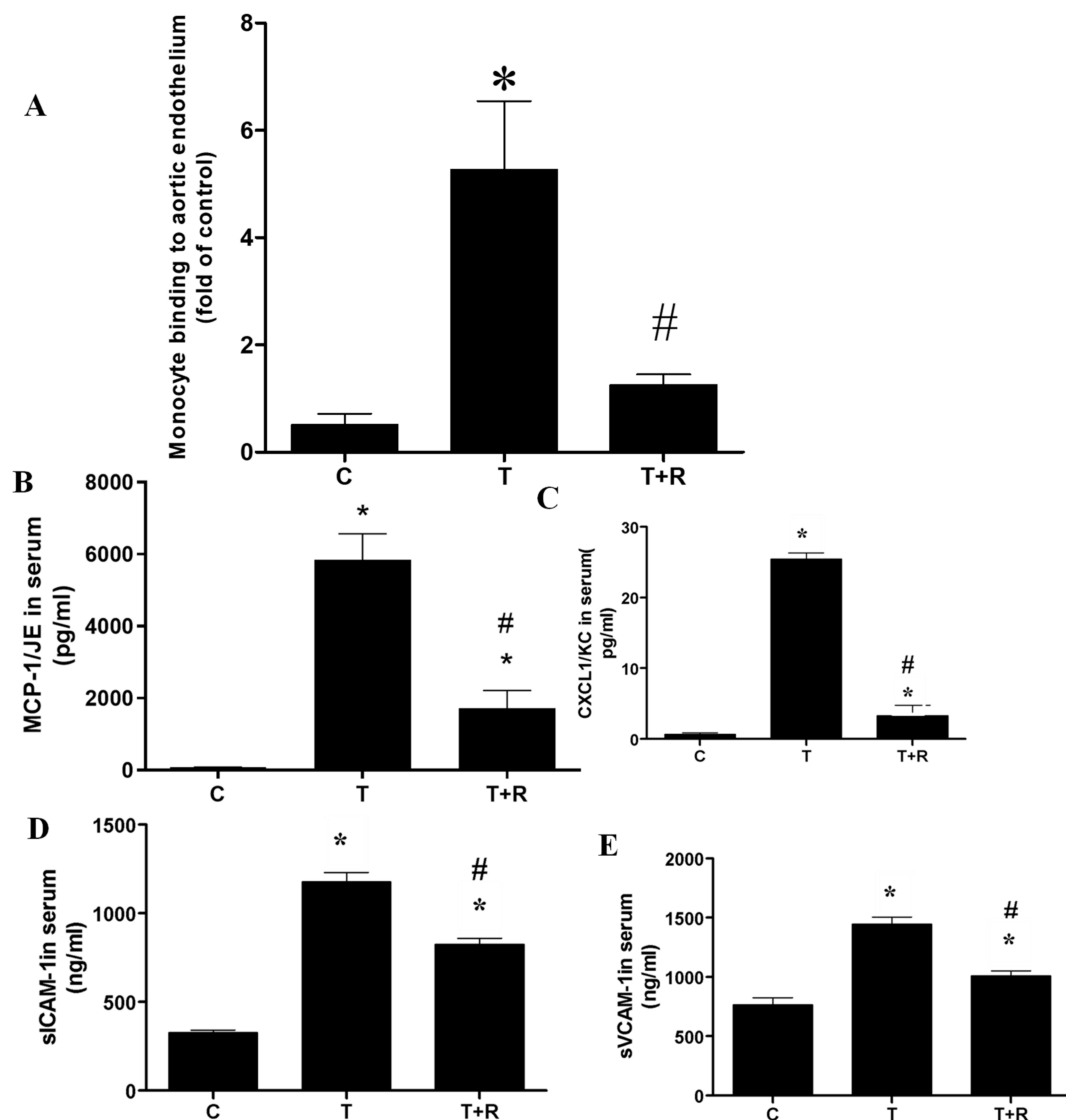 A
Monocyte binding to aortic endelium
(fold of control)
8
6
4
2
0
*
#
C T T+R
B
MCP-1/JE in serum
(pg/ml)
8000
6000
4000
2000
0
*
#
*
C T T+R
C
CXCL1/KC in serum(
pg/ml)
30
20
10
0
*
#
*
C T T+R
D
sICAM-1in serum
(ng/ml)
1500
1000
500
0
*
#
*
C T T+R
E
sVCAM-1in serum
(ng/ml)
2000
1500
1000
500
0
*
#
*
C T T+R